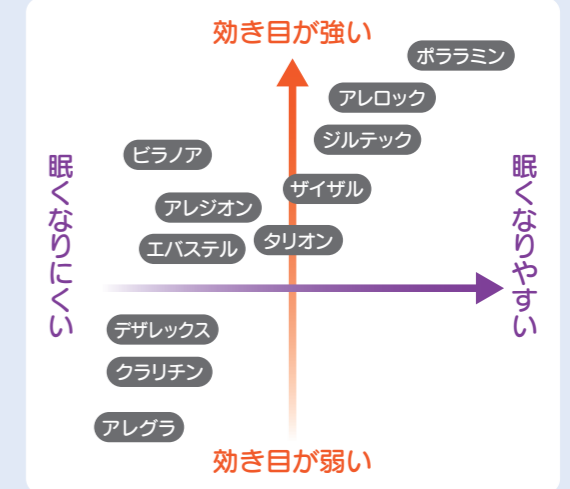 効き目が強い
ポララミン
アレロック
ジルテック
ビラノア
ザイザル
アレジオン
タリオン
エバステル
眠くなりにくい
眠くなりやすい
デザレックス
クラリチン
アレグラ
効き目が弱い